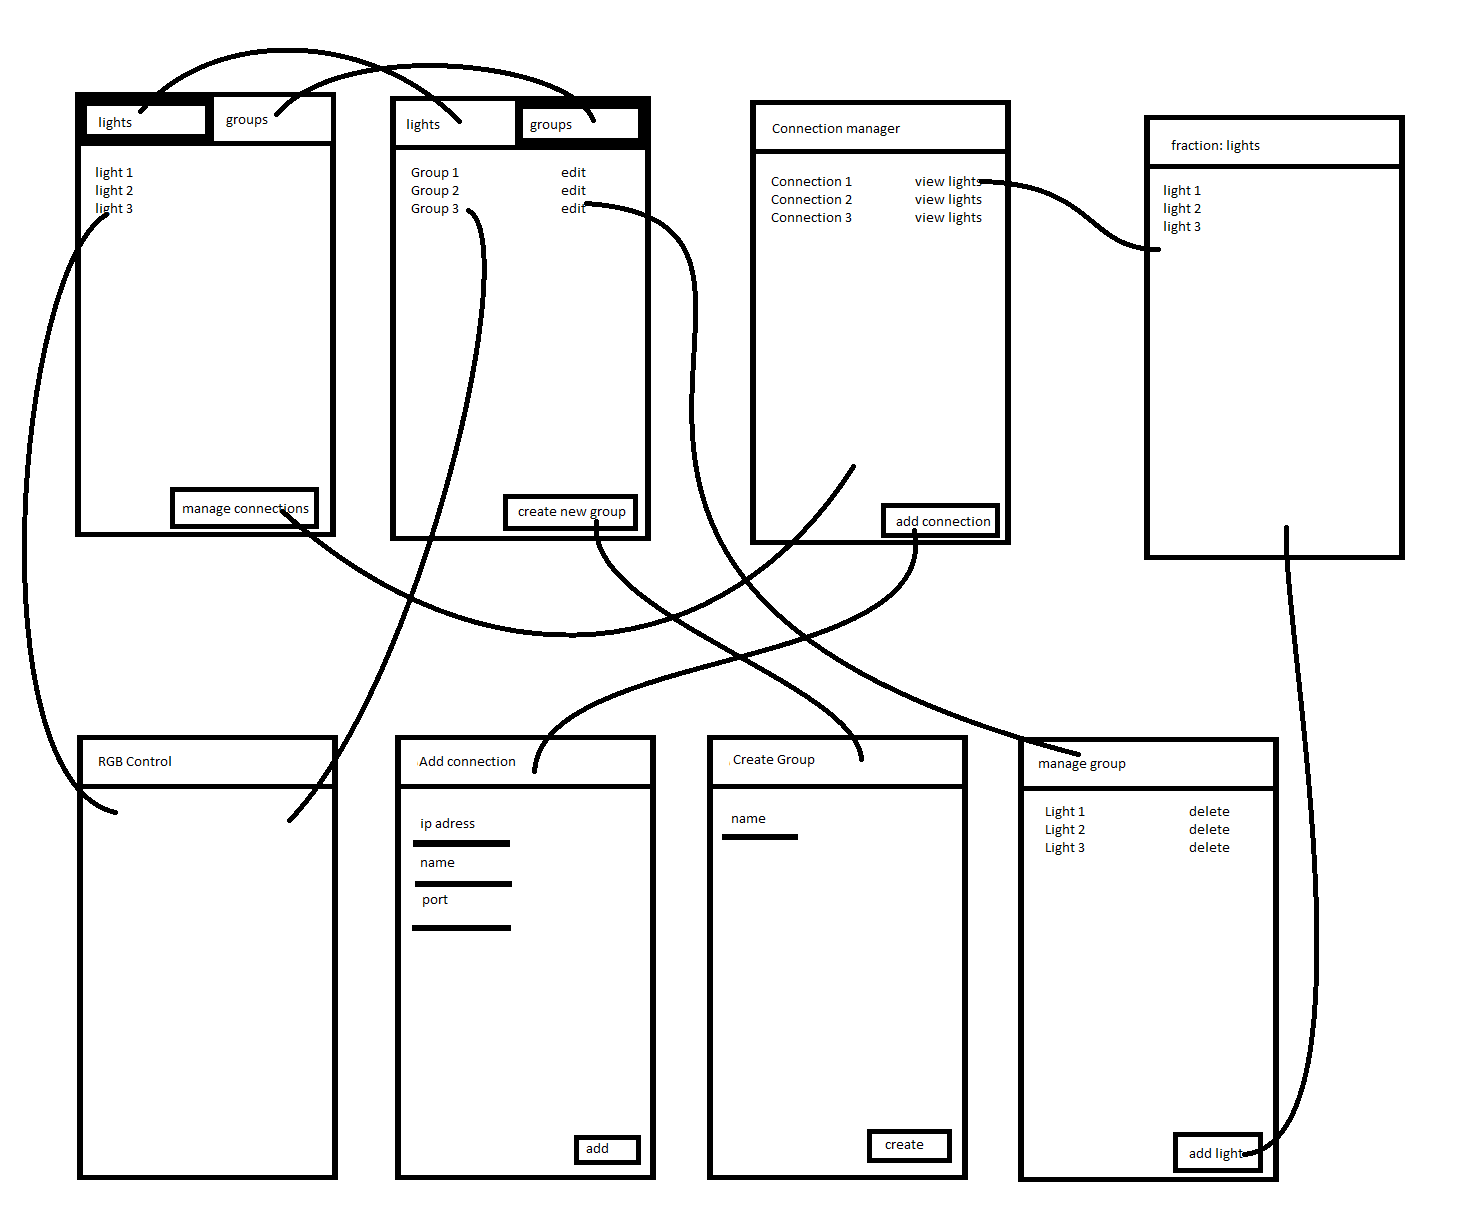 lights
groups
light 1
light 2
light 3
manage connections
lights
groups
Group 1 edit
Group 2 edit
Group 3 edit
create new group
Connection manager
Connection 1 view lights
Connection 2 view lights
Connection 3 view lights
add connection
fraction: lights
light 1
light 2
light 3
RGB Control
Add connection
ip adress
name
port
add
Create Group
name
create
manage group
Light 1 delete
Light 2 delete
Light 3 delete
add light